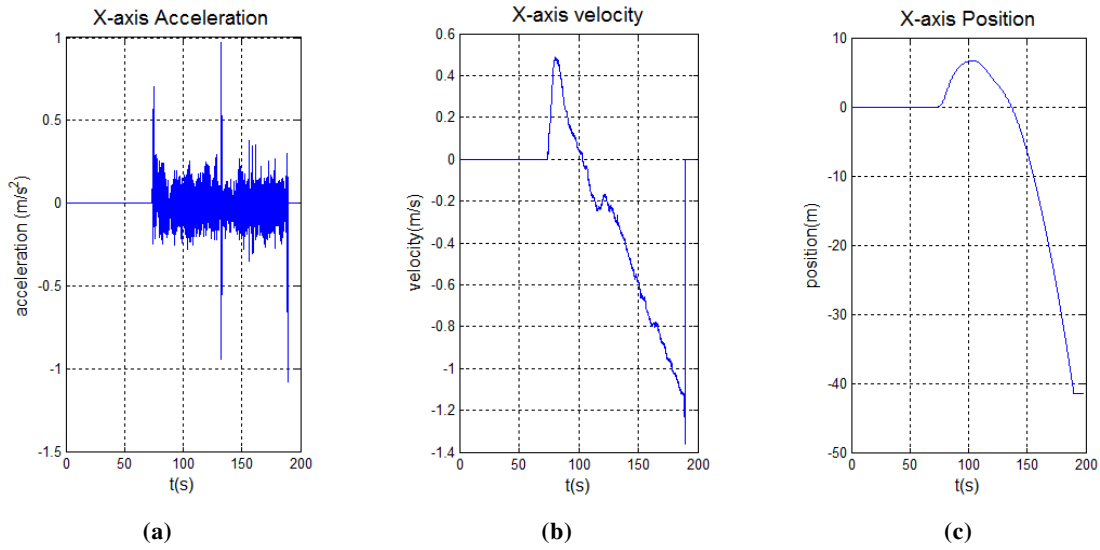 X-axis Acceleration
1
0.5
0
-0.5
-1
-1.5
0 50 100 150 200
t(s)
acceleration (m/s²)
(a)
X-axis velocity
0.6
0.4
0.2
0
-0.2
-0.4
-0.6
-0.8
-1
-1.2
-1.4
0 50 100 150 200
t(s)
velocity(m/s)
(b)
X-axis Position
10
0
-10
-20
-30
-40
-50
0 50 100 150 200
t(s)
position(m)
(c)